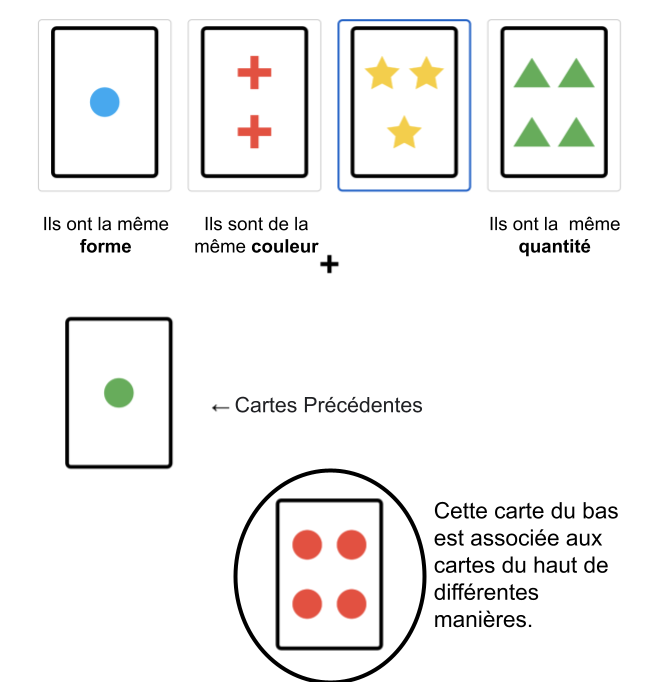 Ils ont la même
forme
Ils sont de la
même couleur
Ils ont la  même
quantité
+
← Cartes Précédentes
Cette carte du bas
est associée aux
cartes du haut de
différentes
manières.